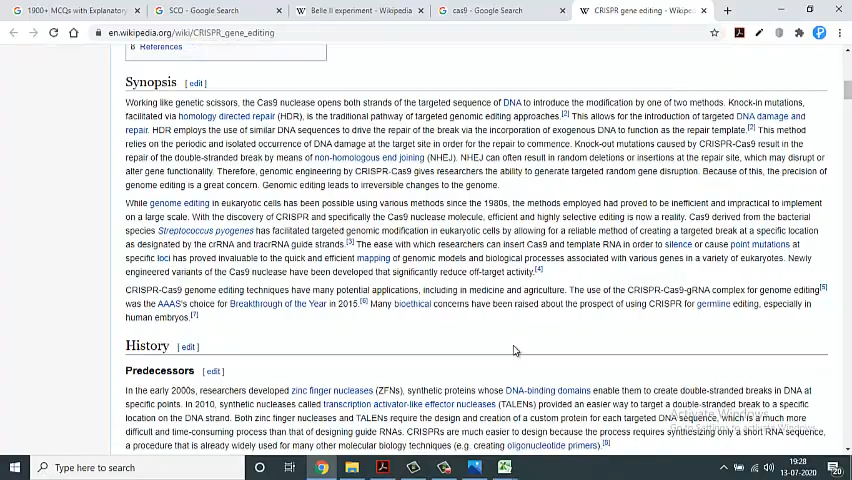 1900+ MCQs with Explanatory
SCO - Google Search
Belle II experiment - Wikipedia
cas9 - Google Search
CRISPR gene editing - Wikipe
en.wikipedia.org/wiki/CRISPR_gene_editing
References
Synopsis [ edit ]
Working like genetic scissors, the Cas9 nuclease opens both strands of the targeted sequence of DNA to introduce the modification by one of two methods. Knock-in mutations,
facilitated via homology directed repair (HDR), is the traditional pathway of targeted genomic editing approaches.[2] This allows for the introduction of targeted DNA damage and
repair. HDR employs the use of similar DNA sequences to drive the repair of the break via the incorporation of exogenous DNA to function as the repair template.[2] This method
relies on the periodic and isolated occurrence of DNA damage at the target site in order for the repair to commence. Knock-out mutations caused by CRISPR-Cas9 result in the
repair of the double-stranded break by means of non-homologous end joining (NHEJ). NHEJ can often result in random deletions or insertions at the repair site, which may disrupt or
alter gene functionality. Therefore, genomic engineering by CRISPR-Cas9 gives researchers the ability to generate targeted random gene disruption. Because of this, the precision of
genome editing is a great concern. Genomic editing leads to irreversible changes to the genome.
While genome editing in eukaryotic cells has been possible using various methods since the 1980s, the methods employed had proved to be inefficient and impractical to implement
on a large scale. With the discovery of CRISPR and specifically the Cas9 nuclease molecule, efficient and highly selective editing is now a reality. Cas9 derived from the bacterial
species Streptococcus pyogenes has facilitated targeted genomic modification in eukaryotic cells by allowing for a reliable method of creating a targeted break at a specific location
as designated by the crRNA and tracrRNA guide strands.[3] The ease with which researchers can insert Cas9 and template RNA in order to silence or cause point mutations at
specific loci has proved invaluable to the quick and efficient mapping of genomic models and biological processes associated with various genes in a variety of eukaryotes. Newly
engineered variants of the Cas9 nuclease have been developed that significantly reduce off-target activity.[4]
CRISPR-Cas9 genome editing techniques have many potential applications, including in medicine and agriculture. The use of the CRISPR-Cas9-gRNA complex for genome editing[5]
was the AAAS's choice for Breakthrough of the Year in 2015.[6] Many bioethical concerns have been raised about the prospect of using CRISPR for germline editing, especially in
human embryos.[7]
History [ edit ]
Predecessors [ edit ]
In the early 2000s, researchers developed zinc finger nucleases (ZFNs), synthetic proteins whose DNA-binding domains enable them to create double-stranded breaks in DNA at
specific points. In 2010, synthetic nucleases called transcription activator-like effector nucleases (TALENs) provided an easier way to target a double-stranded break to a specific
location on the DNA strand. Both zinc finger nucleases and TALENs require the design and creation of a custom protein for each targeted DNA sequence, which is a much more
difficult and time-consuming process than that of designing guide RNAs. CRISPRs are much easier to design because the process requires synthesizing only a short RNA sequence,
a procedure that is already widely used for many other molecular biology techniques (e.g. creating oligonucleotide primers).[8]
Activate Windows
Go to Settings to activate Windows.
Type here to search
19:28
13-07-2020
20